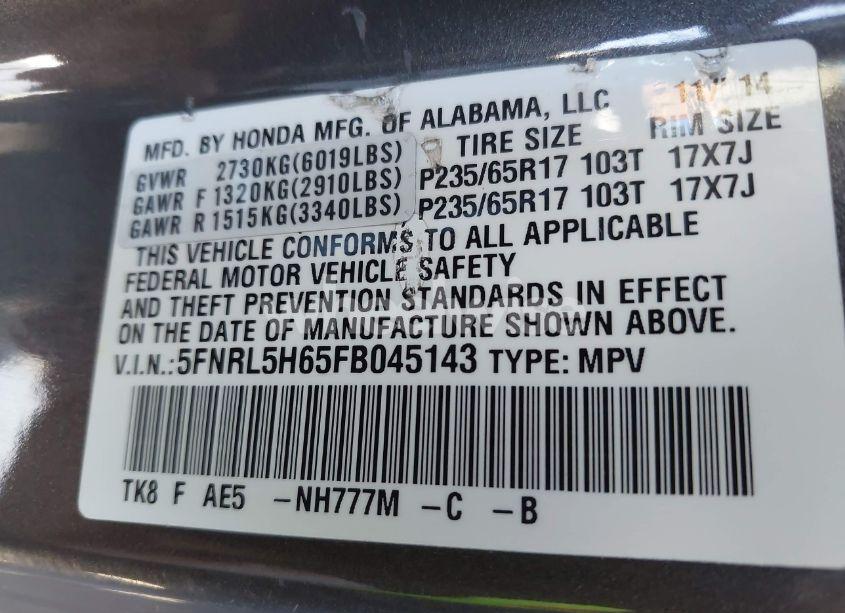 MFD. BY HONDA MFG. OF ALABAMA, LLC 11/ 14
GVWR 2730KG(6019LBS) TIRE SIZE RIM SIZE
GAWR F 1320KG(2910LBS) P235/65R17 103T 17X7J
GAWR R 1515KG(3340LBS) P235/65R17 103T 17X7J
THIS VEHICLE CONFORMS TO ALL APPLICABLE
FEDERAL MOTOR VEHICLE SAFETY
AND THEFT PREVENTION STANDARDS IN EFFECT
ON THE DATE OF MANUFACTURE SHOWN ABOVE.
V.I.N.:5FNRL5H65FB045143 TYPE: MPV
TK8 F AE5 -NH777M -C -B